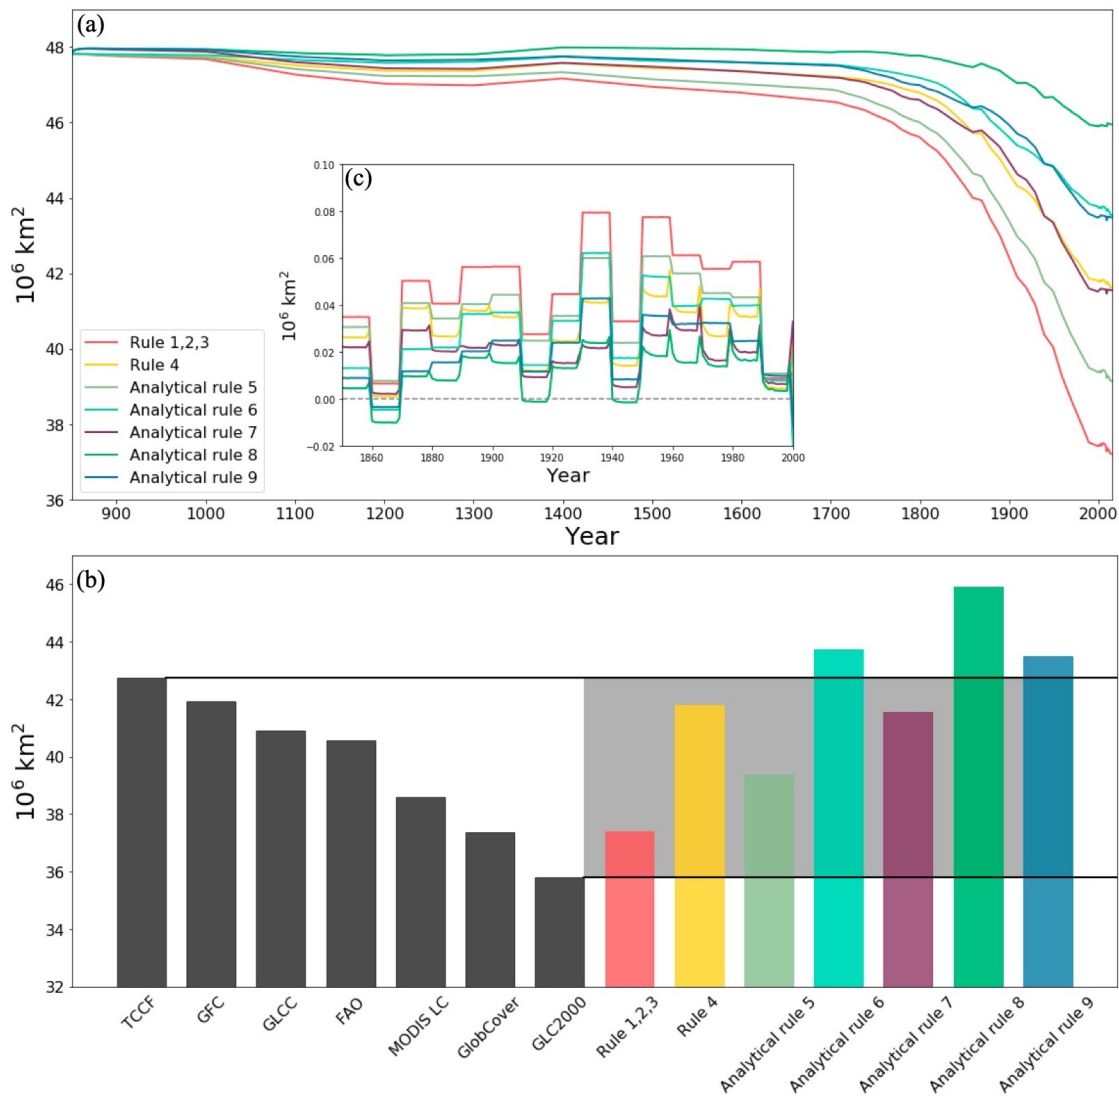 (a)
48
46
44
42
40
38
36
10⁶ km²
Rule 1,2,3
Rule 4
Analytical rule 5
Analytical rule 6
Analytical rule 7
Analytical rule 8
Analytical rule 9
900 1000 1100 1200 1300 1400 1500 1600 1700 1800 1900 2000
Year
(c)
0.10
0.08
0.06
0.04
0.02
0.00
−0.02
10⁶ km²
1860 1880 1900 1920 1940 1960 1980 2000
Year
(b)
46
44
42
40
38
36
34
32
10⁶ km²
TCCF
GFC
GLCC
FAO
MODIS LC
GlobCover
GLC2000
Rule 1,2,3
Rule 4
Analytical rule 5
Analytical rule 6
Analytical rule 7
Analytical rule 8
Analytical rule 9